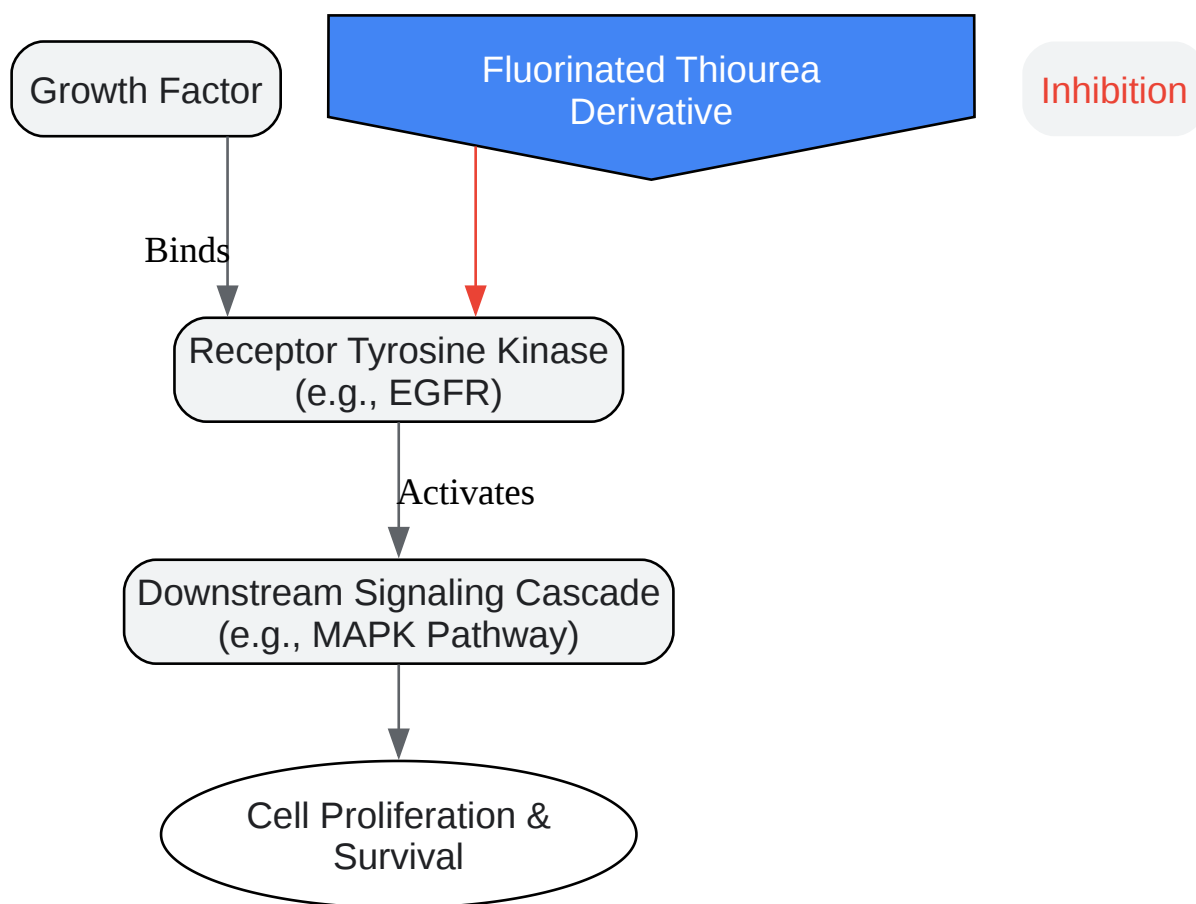 Growth Factor
Fluorinated Thiourea
Derivative
Inhibition
Binds
Receptor Tyrosine Kinase
(e.g., EGFR)
Activates
Downstream Signaling Cascade
(e.g., MAPK Pathway)
Cell Proliferation &
Survival